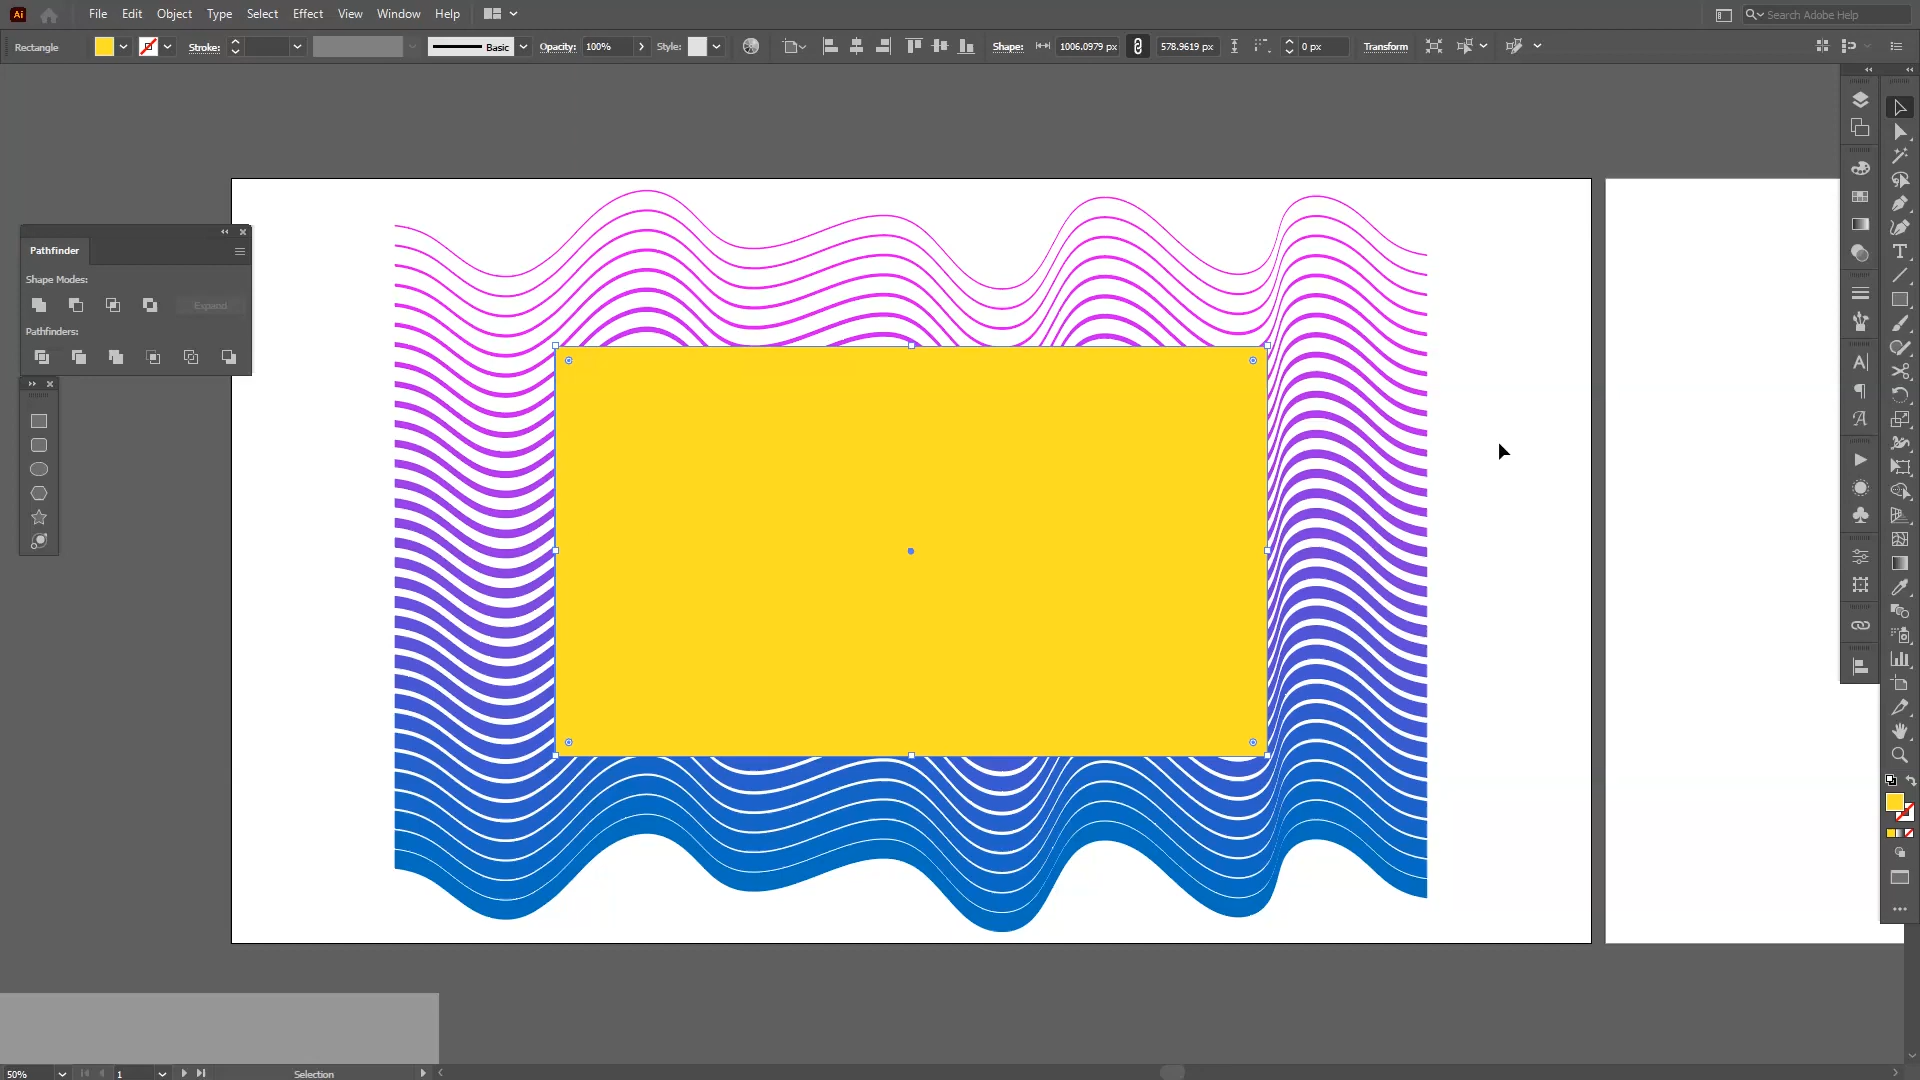 Ai File Edit Object Type Select Effect View Window Help Search Adobe Help
Rectangle Stroke: Basic Opacity: 100% Style: Shape: 1006.0979 px 578.9619 px 0 px Transform
Pathfinder
Shape Modes:
Expand
Pathfinders:
50% 1 Selection